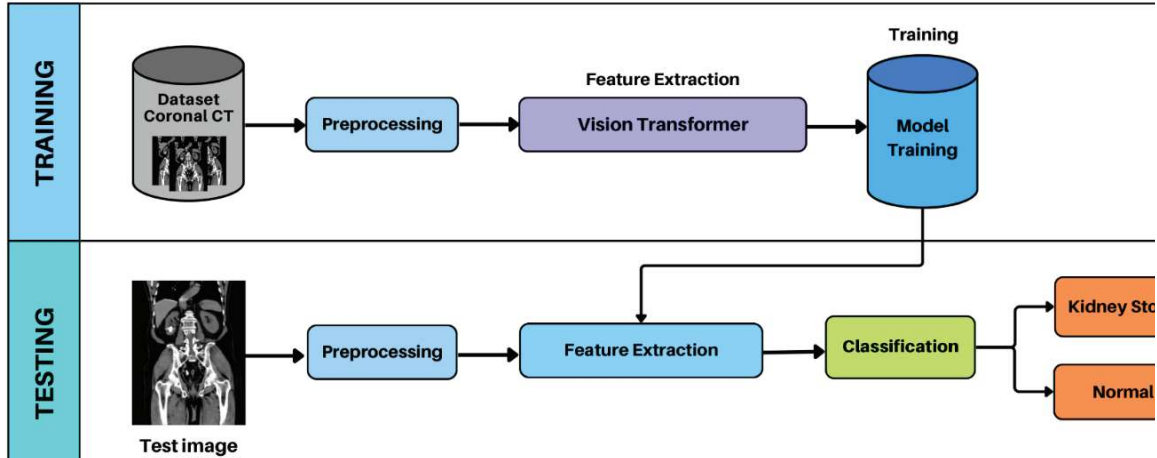 TRAINING
Dataset
Coronal CT
Preprocessing
Feature Extraction
Vision Transformer
Training
Model
Training
TESTING
Test image
Preprocessing
Feature Extraction
Classification
Kidney Sto
Normal